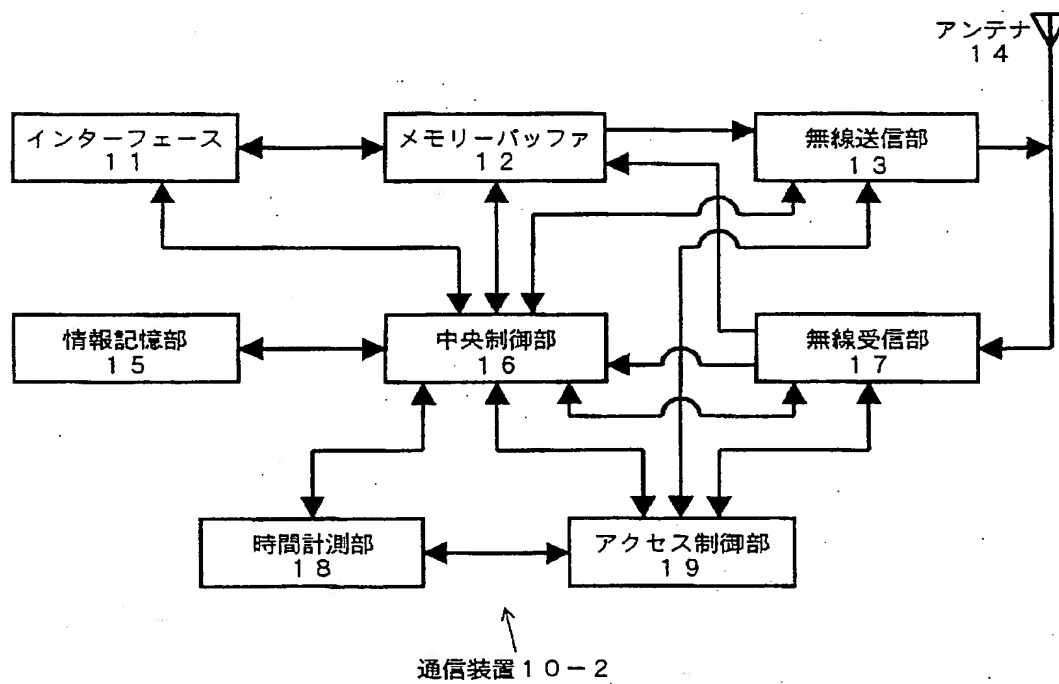 アンテナ
１４
インターフェース
１１
メモリーバッファ
１２
無線送信部
１３
情報記憶部
１５
中央制御部
１６
無線受信部
１７
時間計測部
１８
アクセス制御部
１９
通信装置１０－２